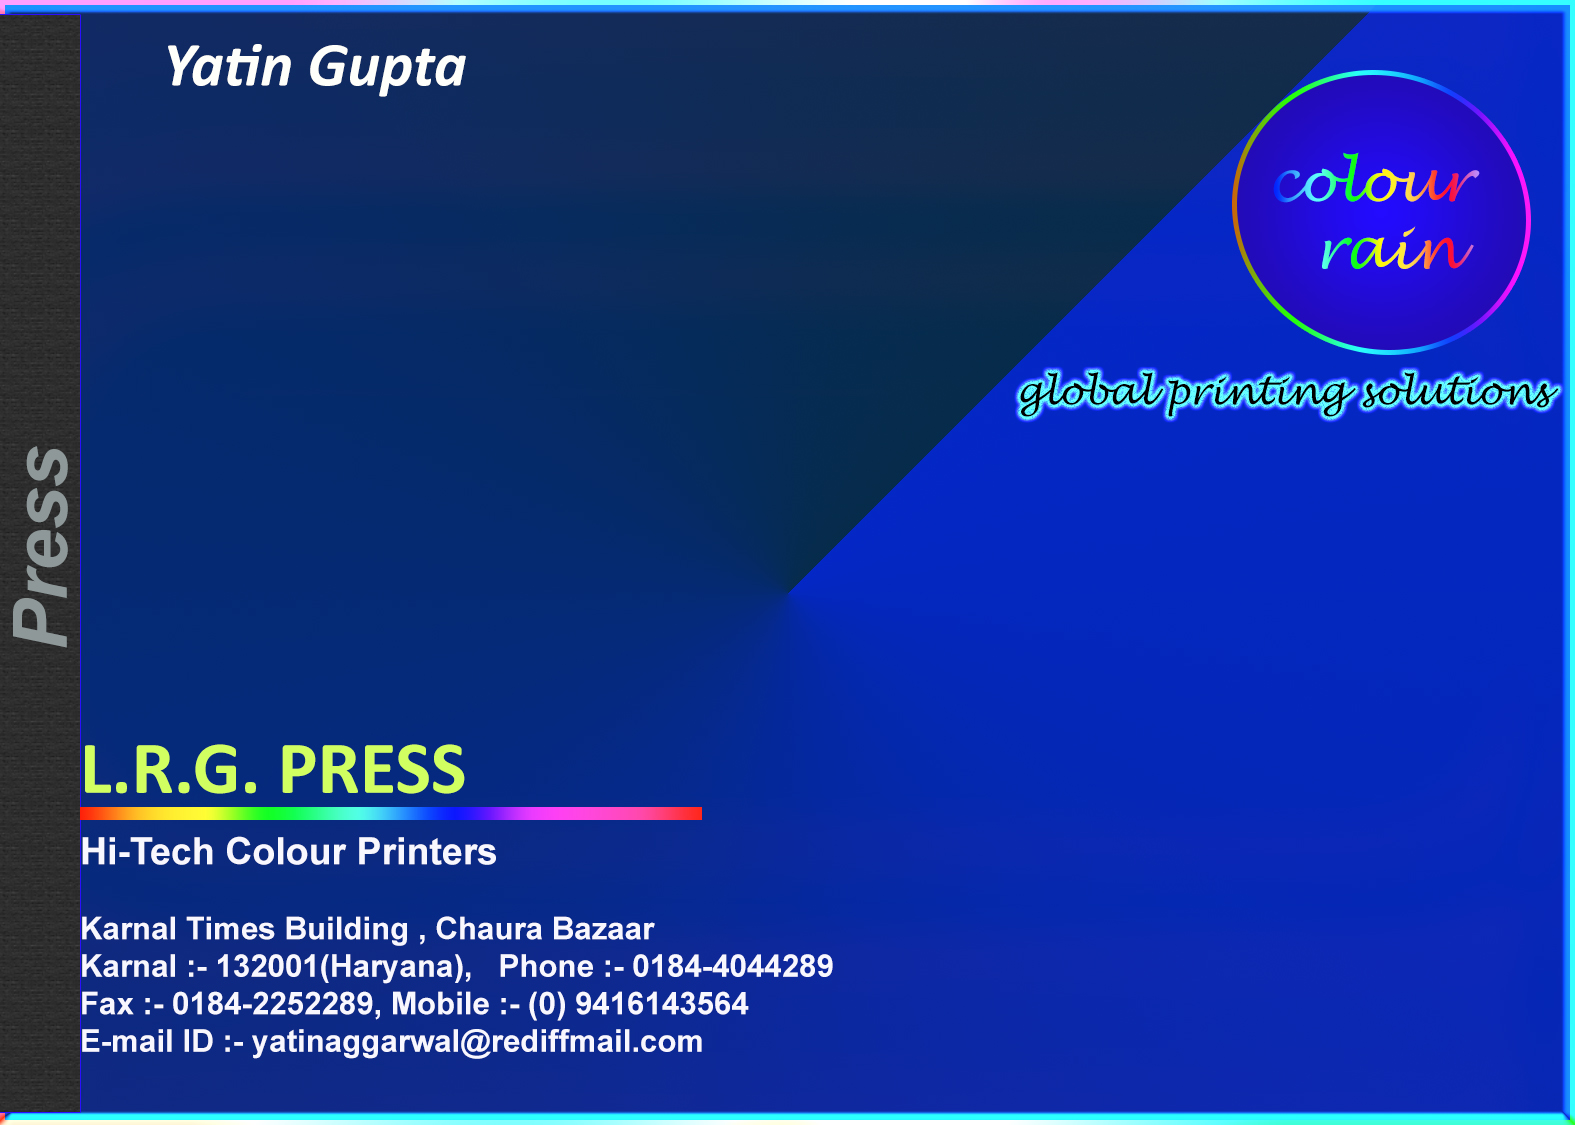 Yatin Gupta
colour
rain
global printing solutions
Press
L.R.G. PRESS
Hi-Tech Colour Printers
Karnal Times Building , Chaura Bazaar
Karnal :- 132001(Haryana),   Phone :- 0184-4044289
Fax :- 0184-2252289, Mobile :- (0) 9416143564
E-mail ID :- yatinaggarwal@rediffmail.com